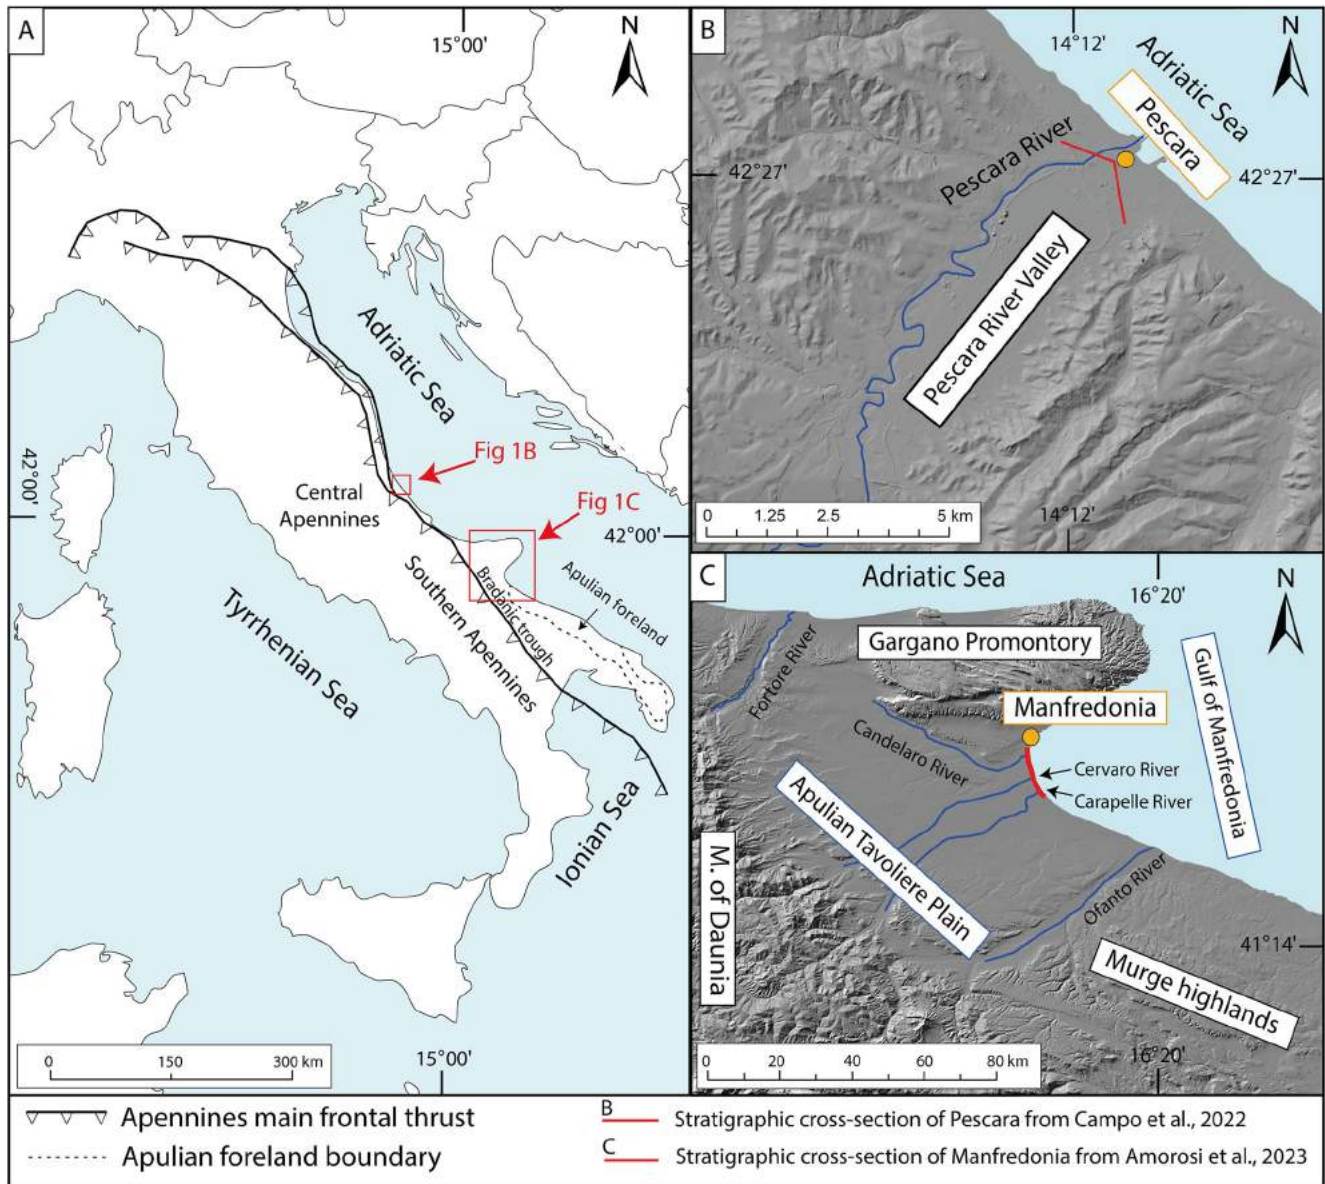 A
15°00'
N
Adriatic Sea
42°00'
Fig 1B
Central
Apennines
Fig 1C
42°00'
Southern Apennines
Bradanic trough
Apulian foreland
Tyrrhenian Sea
Ionian Sea
0 150 300 km
15°00'
B
14°12'
N
Adriatic Sea
Pescara
Pescara River
42°27'
42°27'
Pescara River Valley
0 1.25 2.5 5 km
14°12'
C
Adriatic Sea
16°20'
N
Gargano Promontory
Fortore River
Gulf of Manfredonia
Manfredonia
Candelaro River
Cervaro River
Carapelle River
Apulian Tavoliere Plain
M. of Daunia
Ofanto River
41°14'
Murge highlands
16°20'
0 20 40 60 80 km
Apennines main frontal thrust
Apulian foreland boundary
B
Stratigraphic cross-section of Pescara from Campo et al., 2022
C
Stratigraphic cross-section of Manfredonia from Amorosi et al., 2023